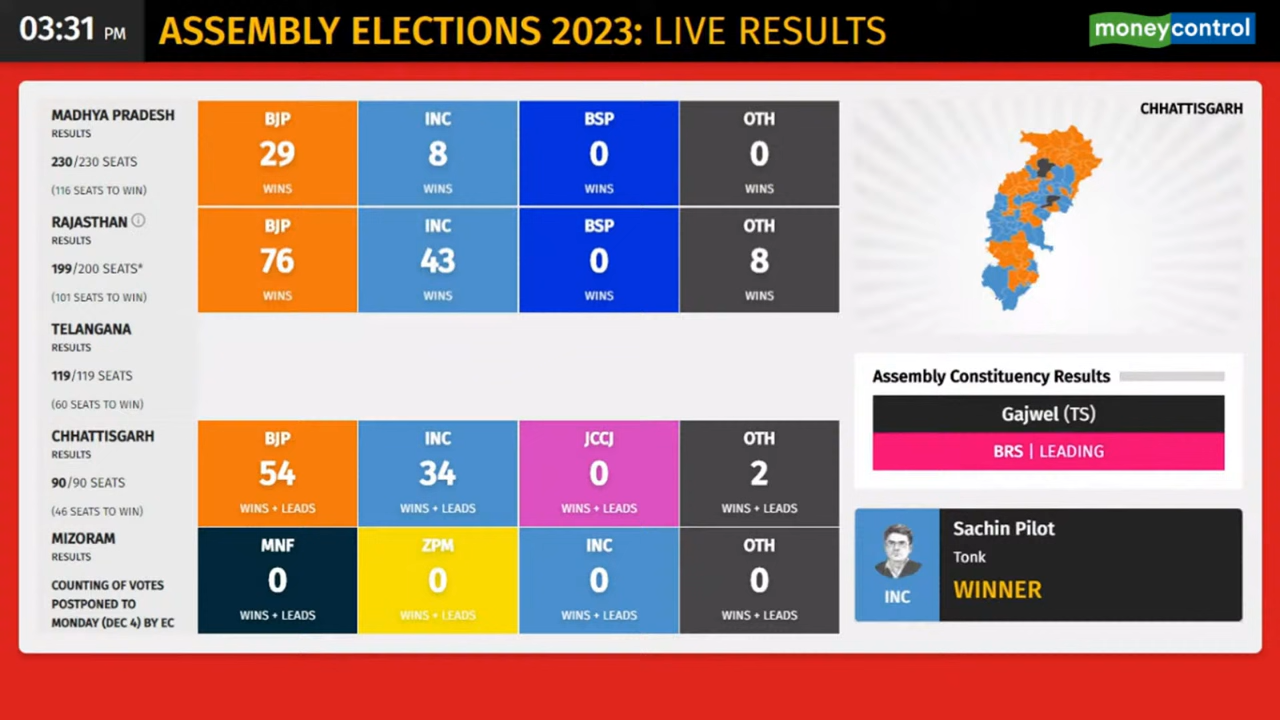 03:31 PM
ASSEMBLY ELECTIONS 2023: LIVE RESULTS
moneycontrol
MADHYA PRADESH
RESULTS
230/230 SEATS
(116 SEATS TO WIN)
BJP
29
WINS
INC
8
WINS
BSP
0
WINS
OTH
0
WINS
RAJASTHAN
RESULTS
199/200 SEATS*
(101 SEATS TO WIN)
BJP
76
WINS
INC
43
WINS
BSP
0
WINS
OTH
8
WINS
TELANGANA
RESULTS
119/119 SEATS
(60 SEATS TO WIN)
CHHATTISGARH
RESULTS
90/90 SEATS
(46 SEATS TO WIN)
BJP
54
WINS + LEADS
INC
34
WINS + LEADS
JCCJ
0
WINS + LEADS
OTH
2
WINS + LEADS
MIZORAM
RESULTS
COUNTING OF VOTES
POSTPONED TO
MONDAY (DEC 4) BY EC
MNF
0
WINS + LEADS
ZPM
0
WINS + LEADS
INC
0
WINS + LEADS
OTH
0
WINS + LEADS
CHHATTISGARH
Assembly Constituency Results
Gajwel (TS)
BRS | LEADING
INC
Sachin Pilot
Tonk
WINNER